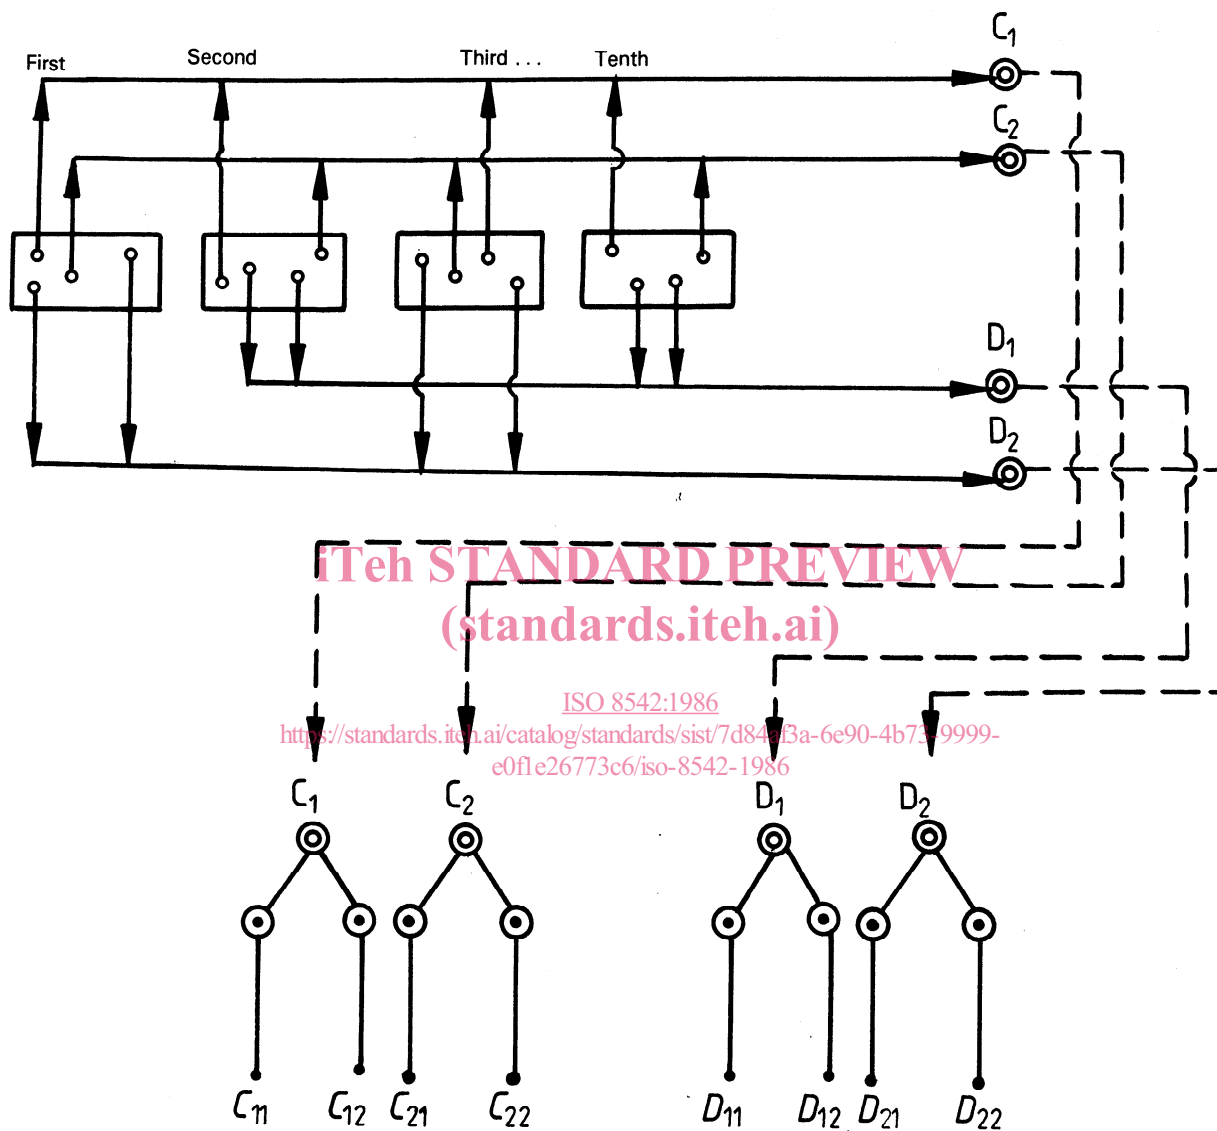 C1
First Second Third . . . Tenth
C2
D1
D2
iTeh STANDARD PREVIEW
(standards.iteh.ai)
ISO 8542:1986
https://standards.iteh.ai/catalog/standards/sist/7d84af3a-6e90-4b73-9999-
e0f1e26773c6/iso-8542-1986
C1 C2 D1 D2
C11 C12 C21 C22 D11 D12 D21 D22